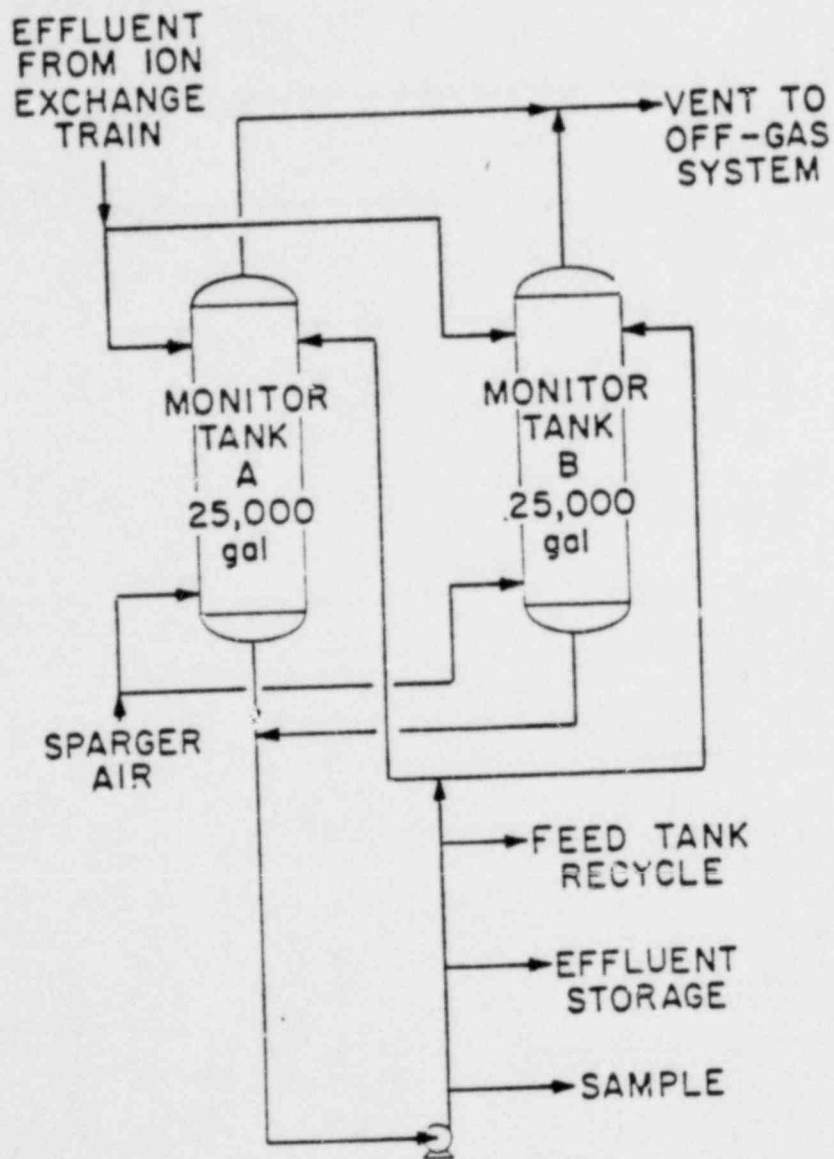 EFFLUENT
FROM ION
EXCHANGE
TRAIN
VENT TO
OFF-GAS
SYSTEM
MONITOR
TANK
A
25,000
gal
MONITOR
TANK
B
25,000
gal
SPARGER
AIR
FEED TANK
RECYCLE
EFFLUENT
STORAGE
SAMPLE